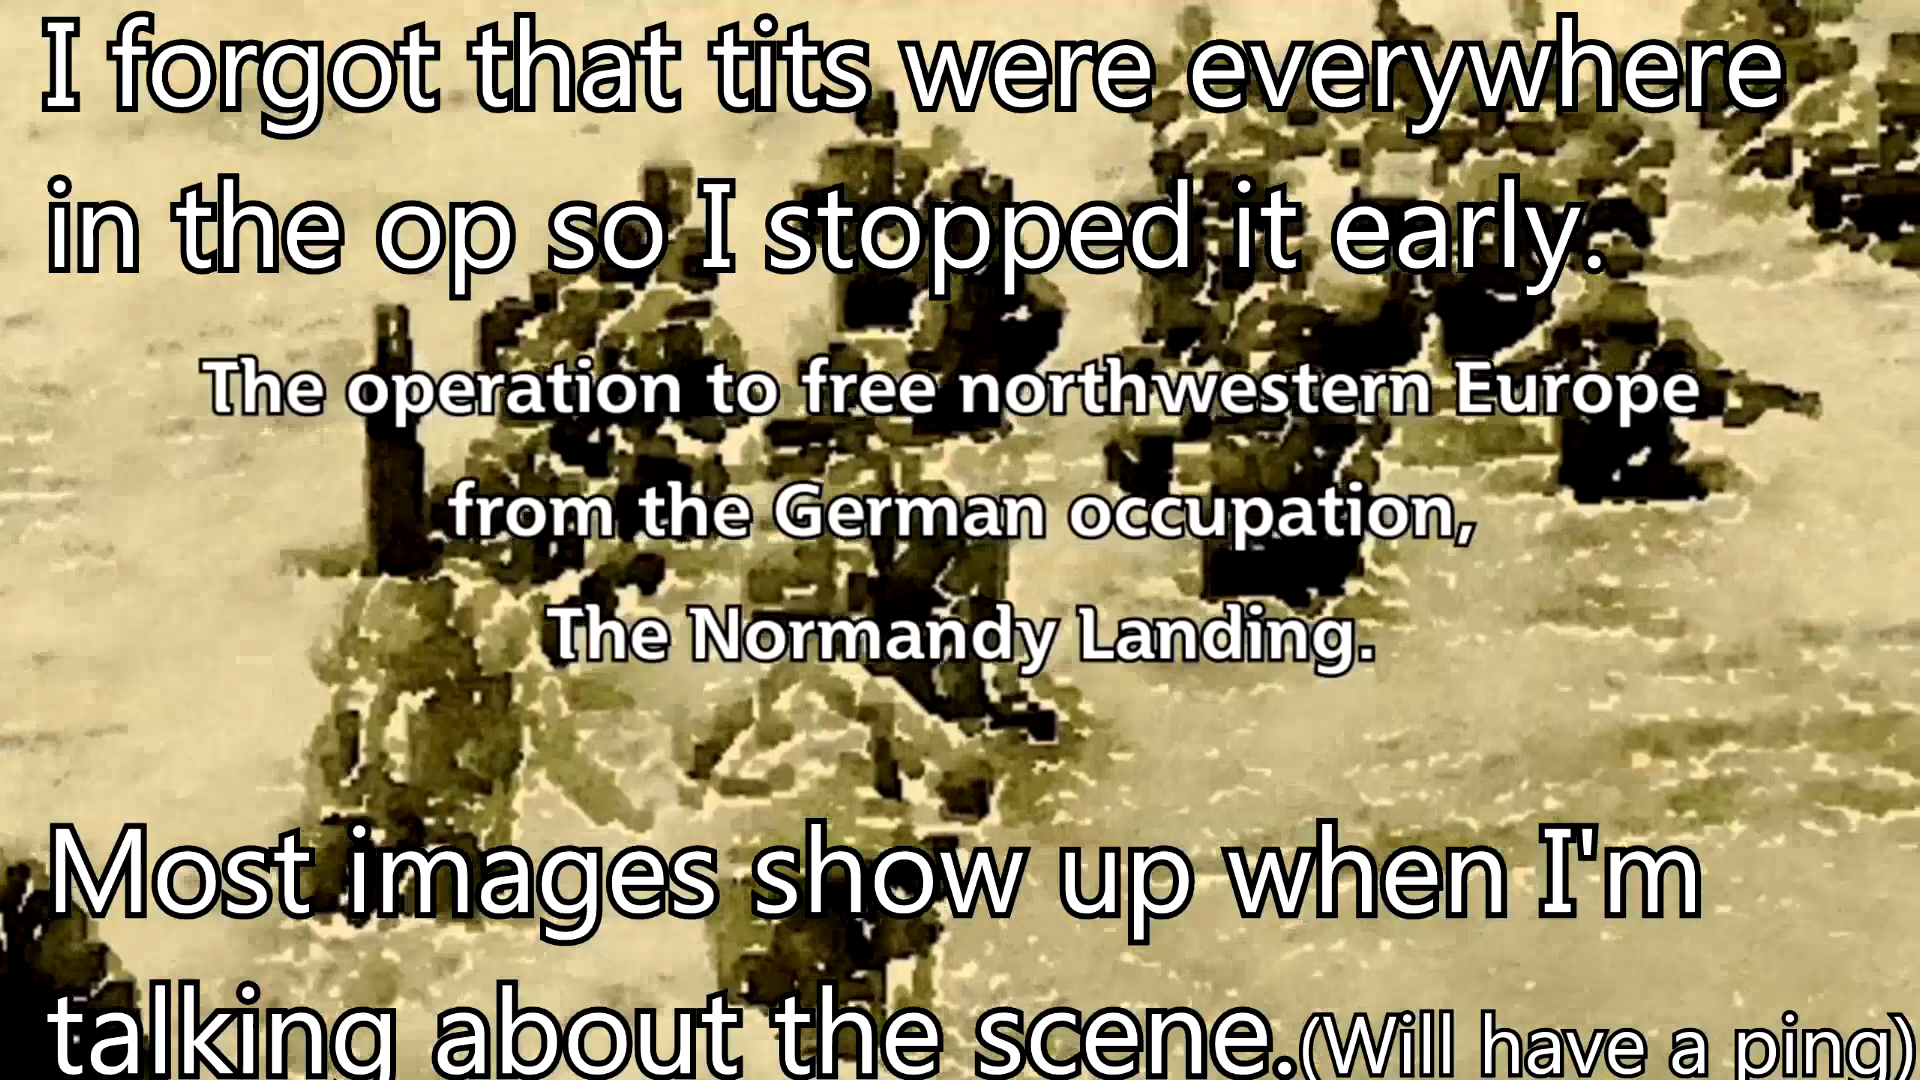 I forgot that tits were everywhere
in the op so I stopped it early.
The operation to free northwestern Europe
from the German occupation,
The Normandy Landing.
Most images show up when I'm
talking about the scene.(Will have a ping)